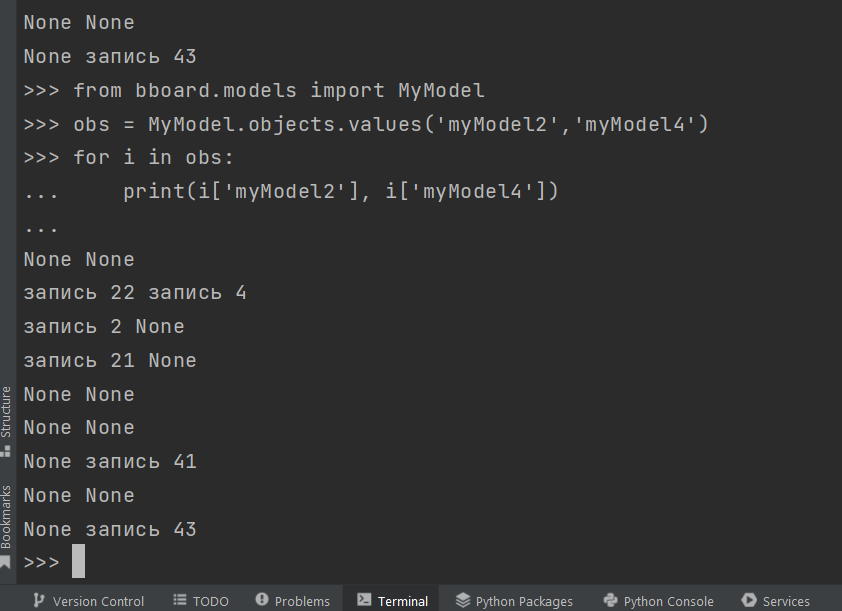 None None
None запись 43
>>> from bboard.models import MyModel
>>> obs = MyModel.objects.values('myModel2','myModel4')
>>> for i in obs:
...     print(i['myModel2'], i['myModel4'])
...
None None
запись 22 запись 4
запись 2 None
запись 21 None
None None
None None
None запись 41
None None
None запись 43
>>>
Structure
Bookmarks
Version Control TODO Problems Terminal Python Packages Python Console Services